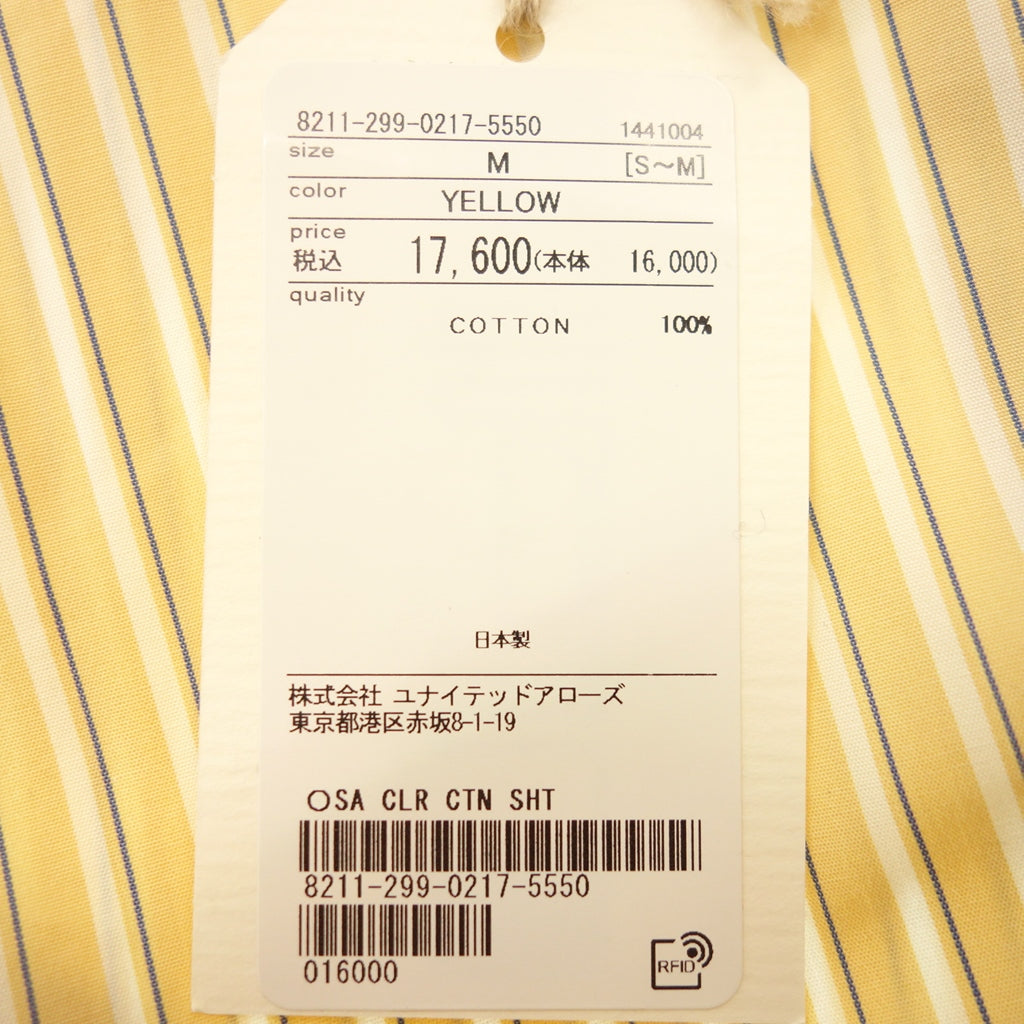 8211-299-0217-5550 1441004
size M [S~M]
color YELLOW
price
税込 17,600(本体 16,000)
quality
COTTON 100%
日本製
株式会社 ユナイテッドアローズ
東京都港区赤坂8-1-19
〇SA CLR CTN SHT
8211-299-0217-5550
016000
RFID